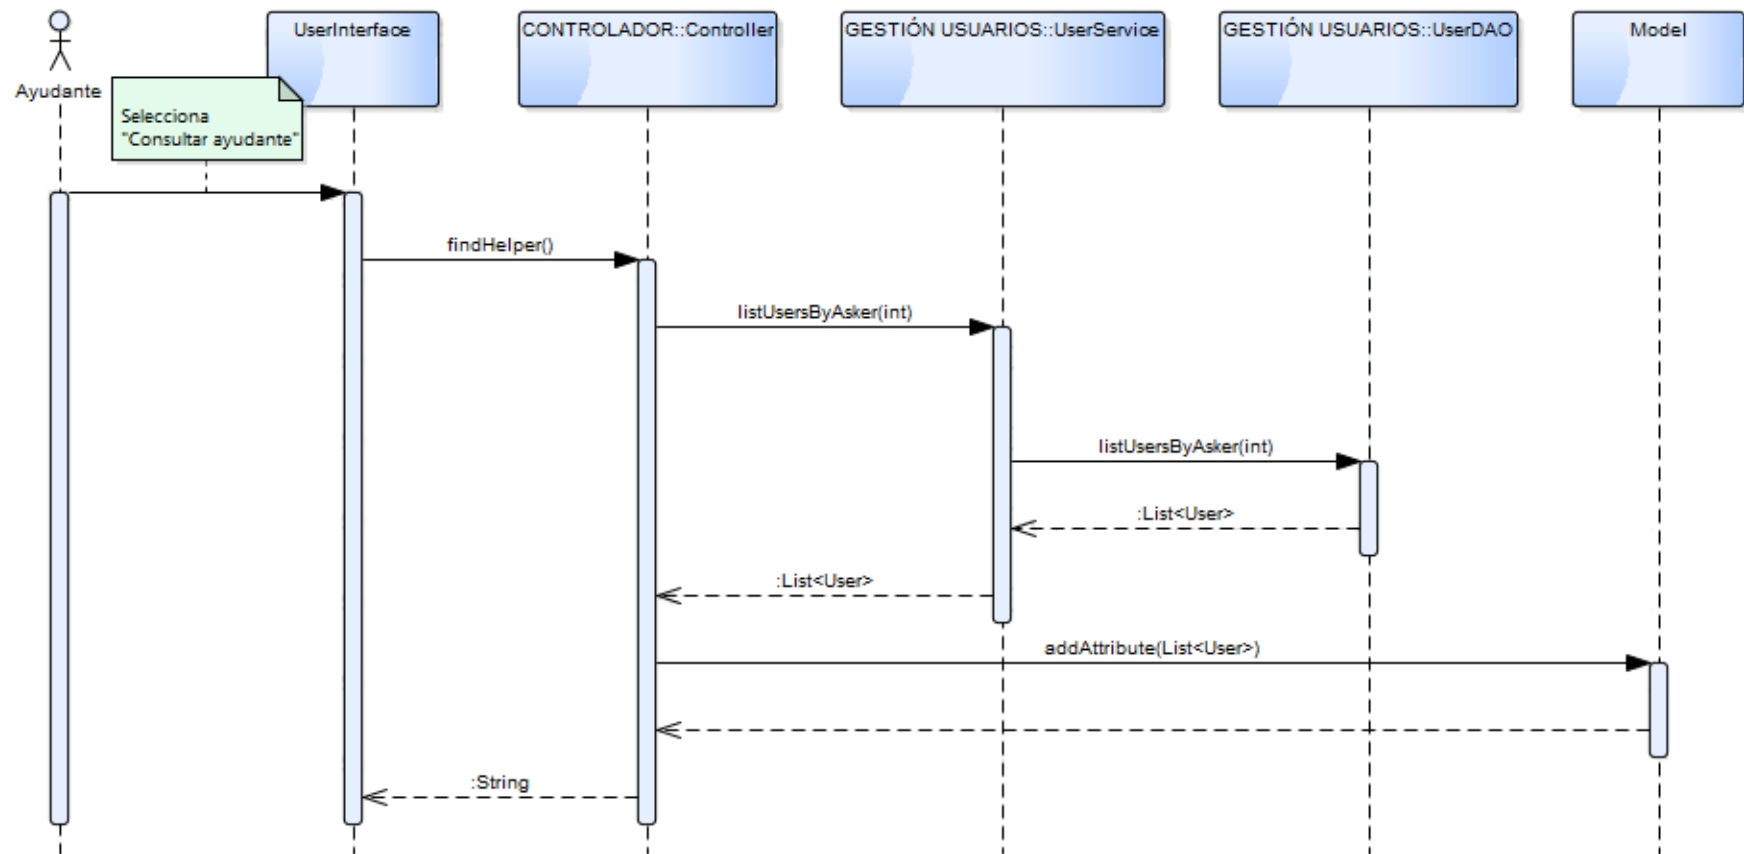 UserInterface
CONTROLADOR::Controller
GESTIÓN USUARIOS::UserService
GESTIÓN USUARIOS::UserDAO
Model
Ayudante
Selecciona
"Consultar ayudante"
findHelper()
listUsersByAsker(int)
listUsersByAsker(int)
:List<User>
:List<User>
addAttribute(List<User>)
:String